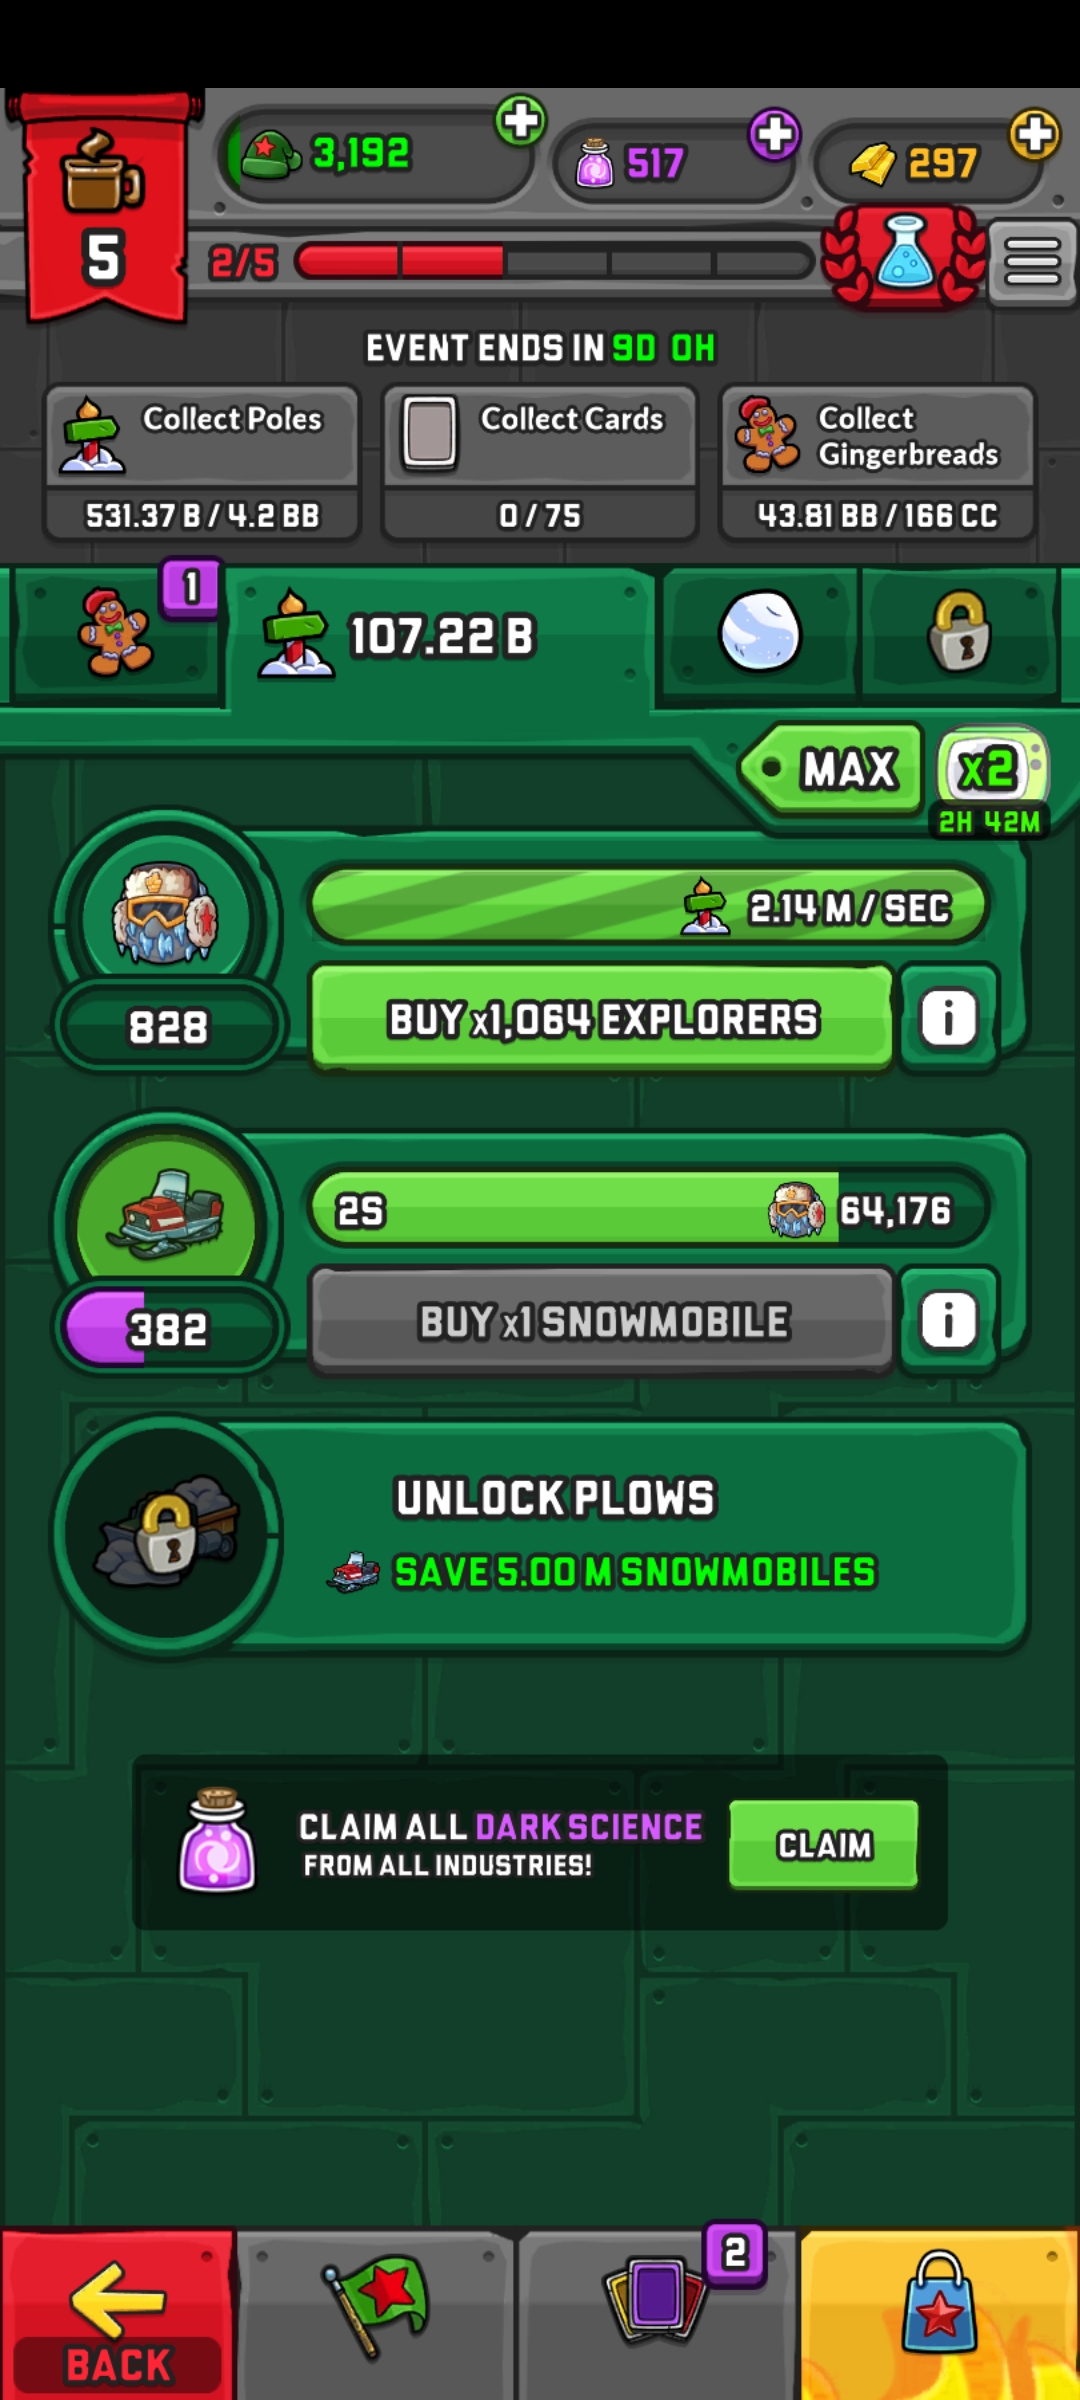 3,192
517
297
5
2/5
EVENT ENDS IN 9D 0H
Collect Poles
531.37 B / 4.2 BB
Collect Cards
0 / 75
Collect
Gingerbreads
43.81 BB / 166 CC
1
107.22 B
MAX
x2
2H 42M
2.14 M / SEC
828
BUY x1,064 EXPLORERS
i
2S
64,176
382
BUY x1 SNOWMOBILE
i
UNLOCK PLOWS
SAVE 5.00 M SNOWMOBILES
CLAIM ALL DARK SCIENCE
FROM ALL INDUSTRIES!
CLAIM
2
BACK